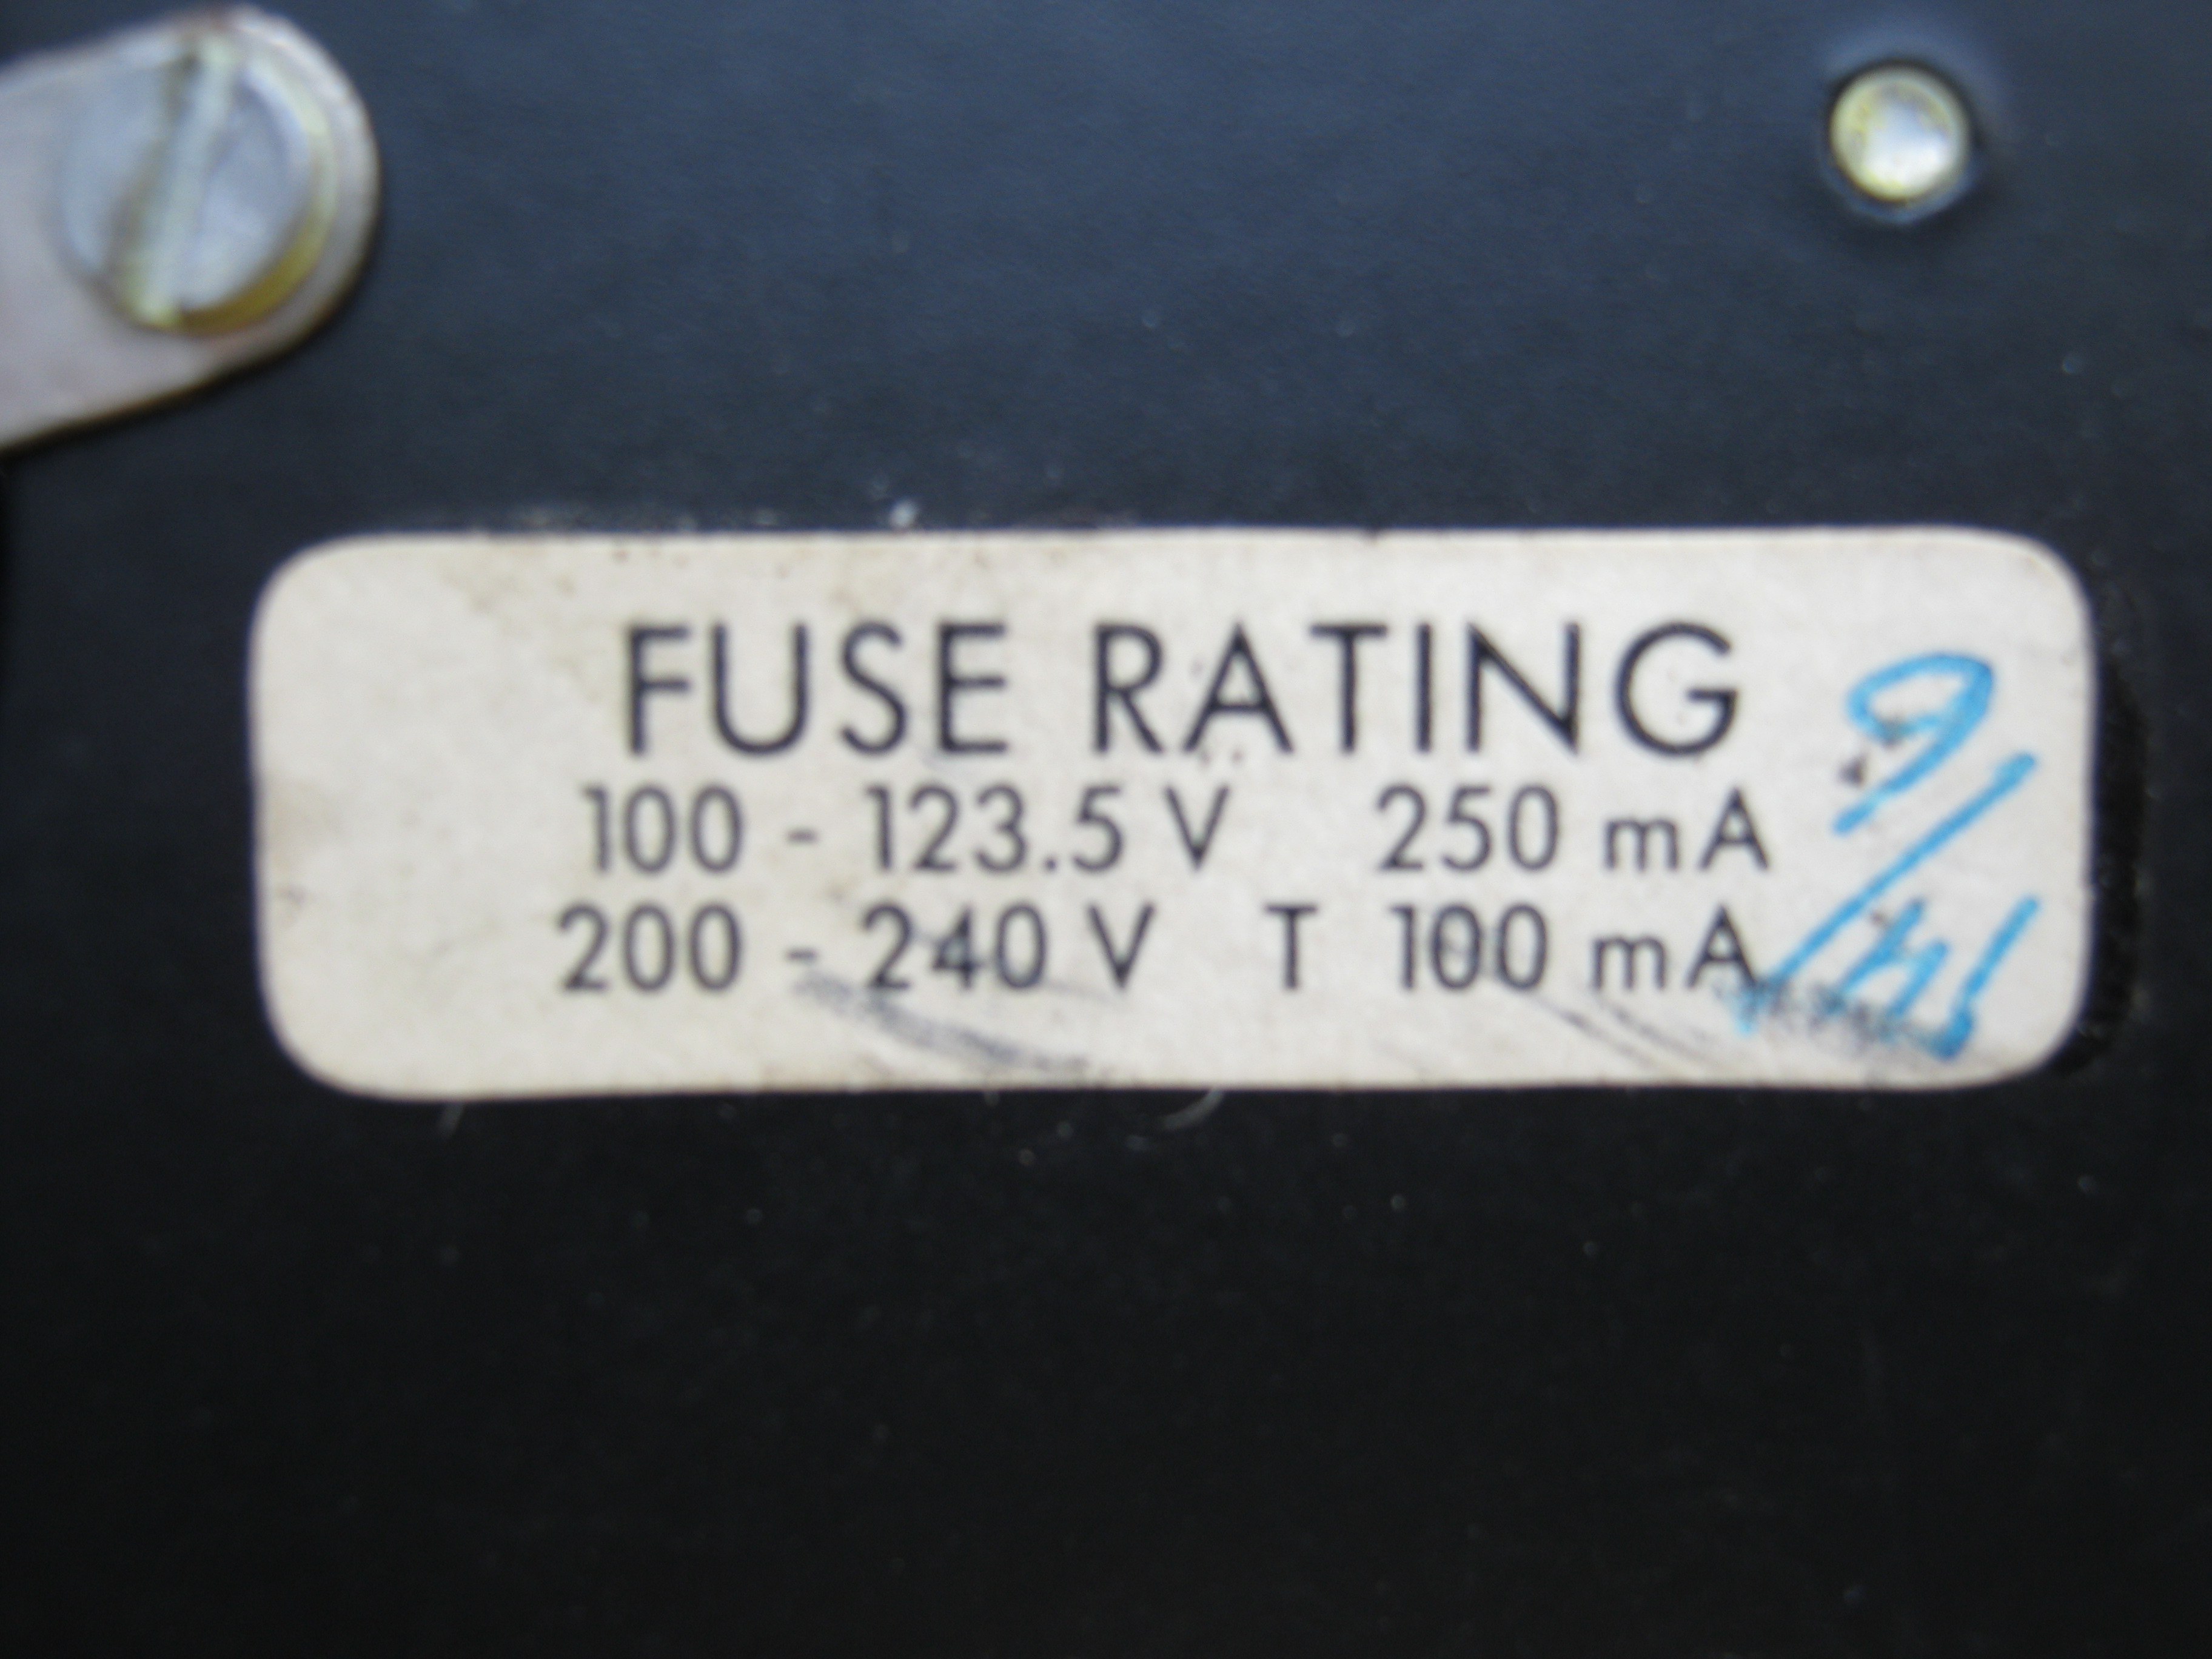 FUSE RATING
100 - 123.5 V 250 mA
200 - 240 V T 100 mA